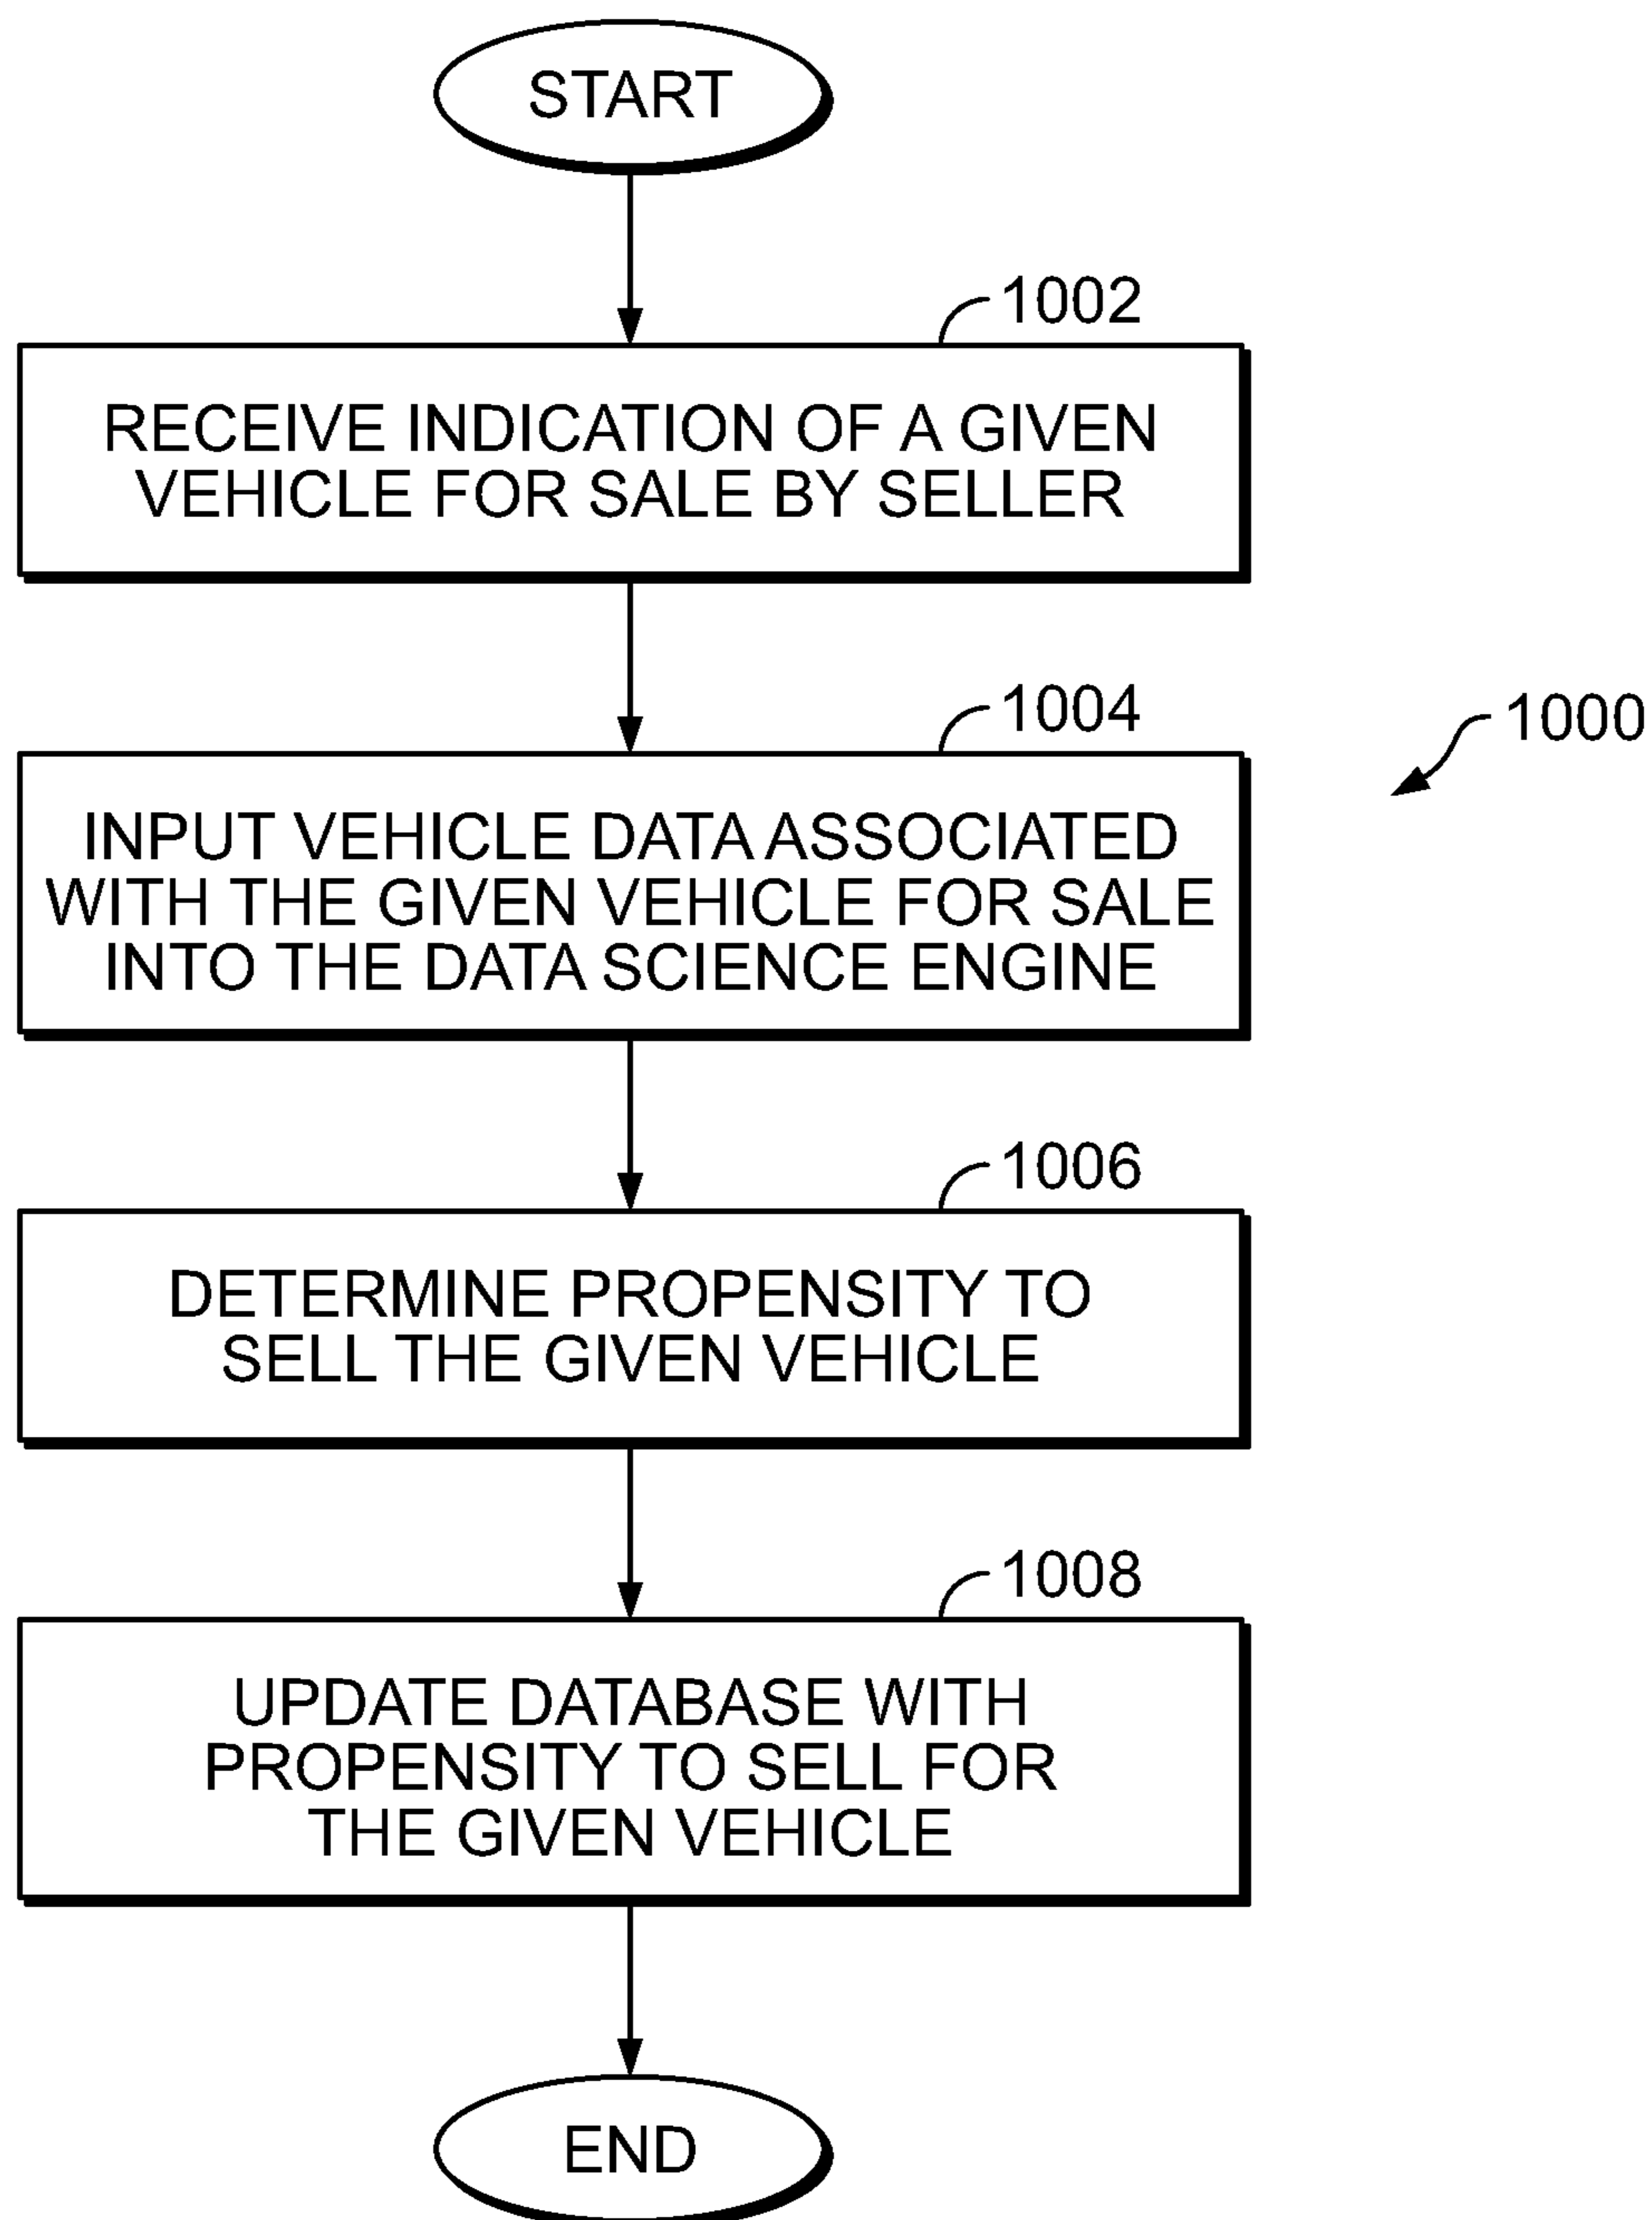 START
1002
RECEIVE INDICATION OF A GIVEN
VEHICLE FOR SALE BY SELLER
1004
1000
INPUT VEHICLE DATA ASSOCIATED
WITH THE GIVEN VEHICLE FOR SALE
INTO THE DATA SCIENCE ENGINE
1006
DETERMINE PROPENSITY TO
SELL THE GIVEN VEHICLE
1008
UPDATE DATABASE WITH
PROPENSITY TO SELL FOR
THE GIVEN VEHICLE
END